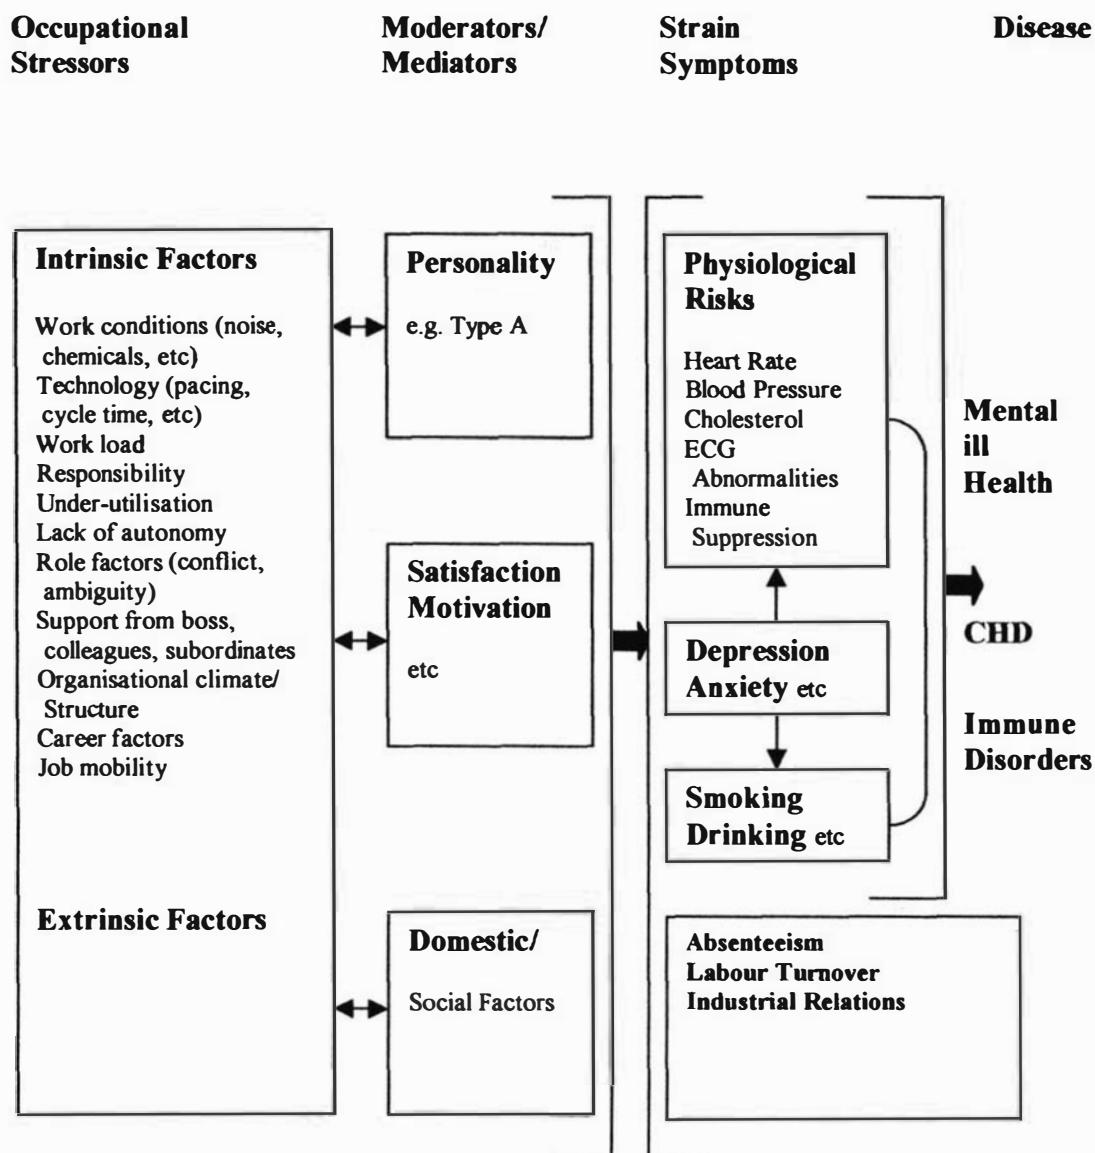 Occupational
Stressors
Moderators/
Mediators
Strain
Symptoms
Disease
Intrinsic Factors
Work conditions (noise,
chemicals, etc)
Technology (pacing,
cycle time, etc)
Work load
Responsibility
Under-utilisation
Lack of autonomy
Role factors (conflict,
ambiguity)
Support from boss,
colleagues, subordinates
Organisational climate/
Structure
Career factors
Job mobility
Extrinsic Factors
Personality
e.g. Type A
Satisfaction
Motivation
etc
Domestic/
Social Factors
Physiological
Risks
Heart Rate
Blood Pressure
Cholesterol
ECG
Abnormalities
Immune
Suppression
Depression
Anxiety etc
Smoking
Drinking etc
Absenteeism
Labour Turnover
Industrial Relations
Mental
ill
Health
CHD
Immune
Disorders